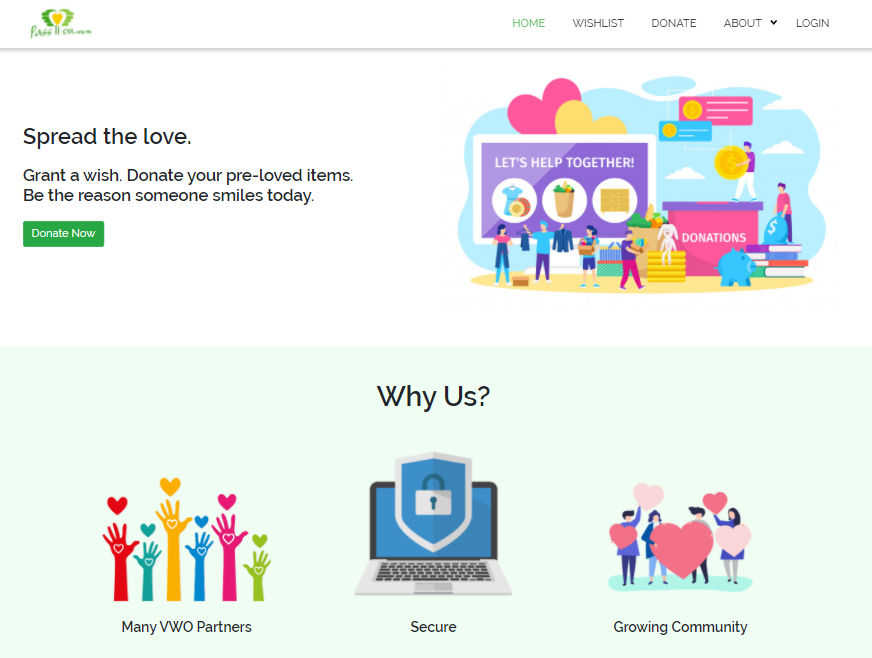 Pass It On
HOME
WISHLIST
DONATE
ABOUT
LOGIN
Spread the love.
Grant a wish. Donate your pre-loved items.
Be the reason someone smiles today.
Donate Now
LET'S HELP TOGETHER!
DONATIONS
$
Why Us?
Many VWO Partners
Secure
Growing Community